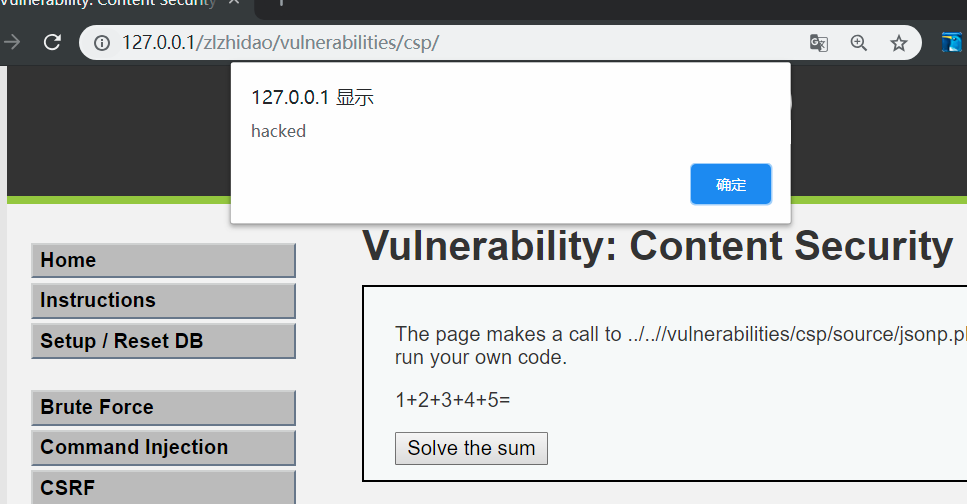 Vulnerability: Content Security
127.0.0.1/zlzhidao/vulnerabilities/csp/
127.0.0.1 显示
hacked
确定
Vulnerability: Content Security
Home
Instructions
Setup / Reset DB
Brute Force
Command Injection
CSRF
The page makes a call to ../..//vulnerabilities/csp/source/jsonp.p
run your own code.
1+2+3+4+5=
Solve the sum